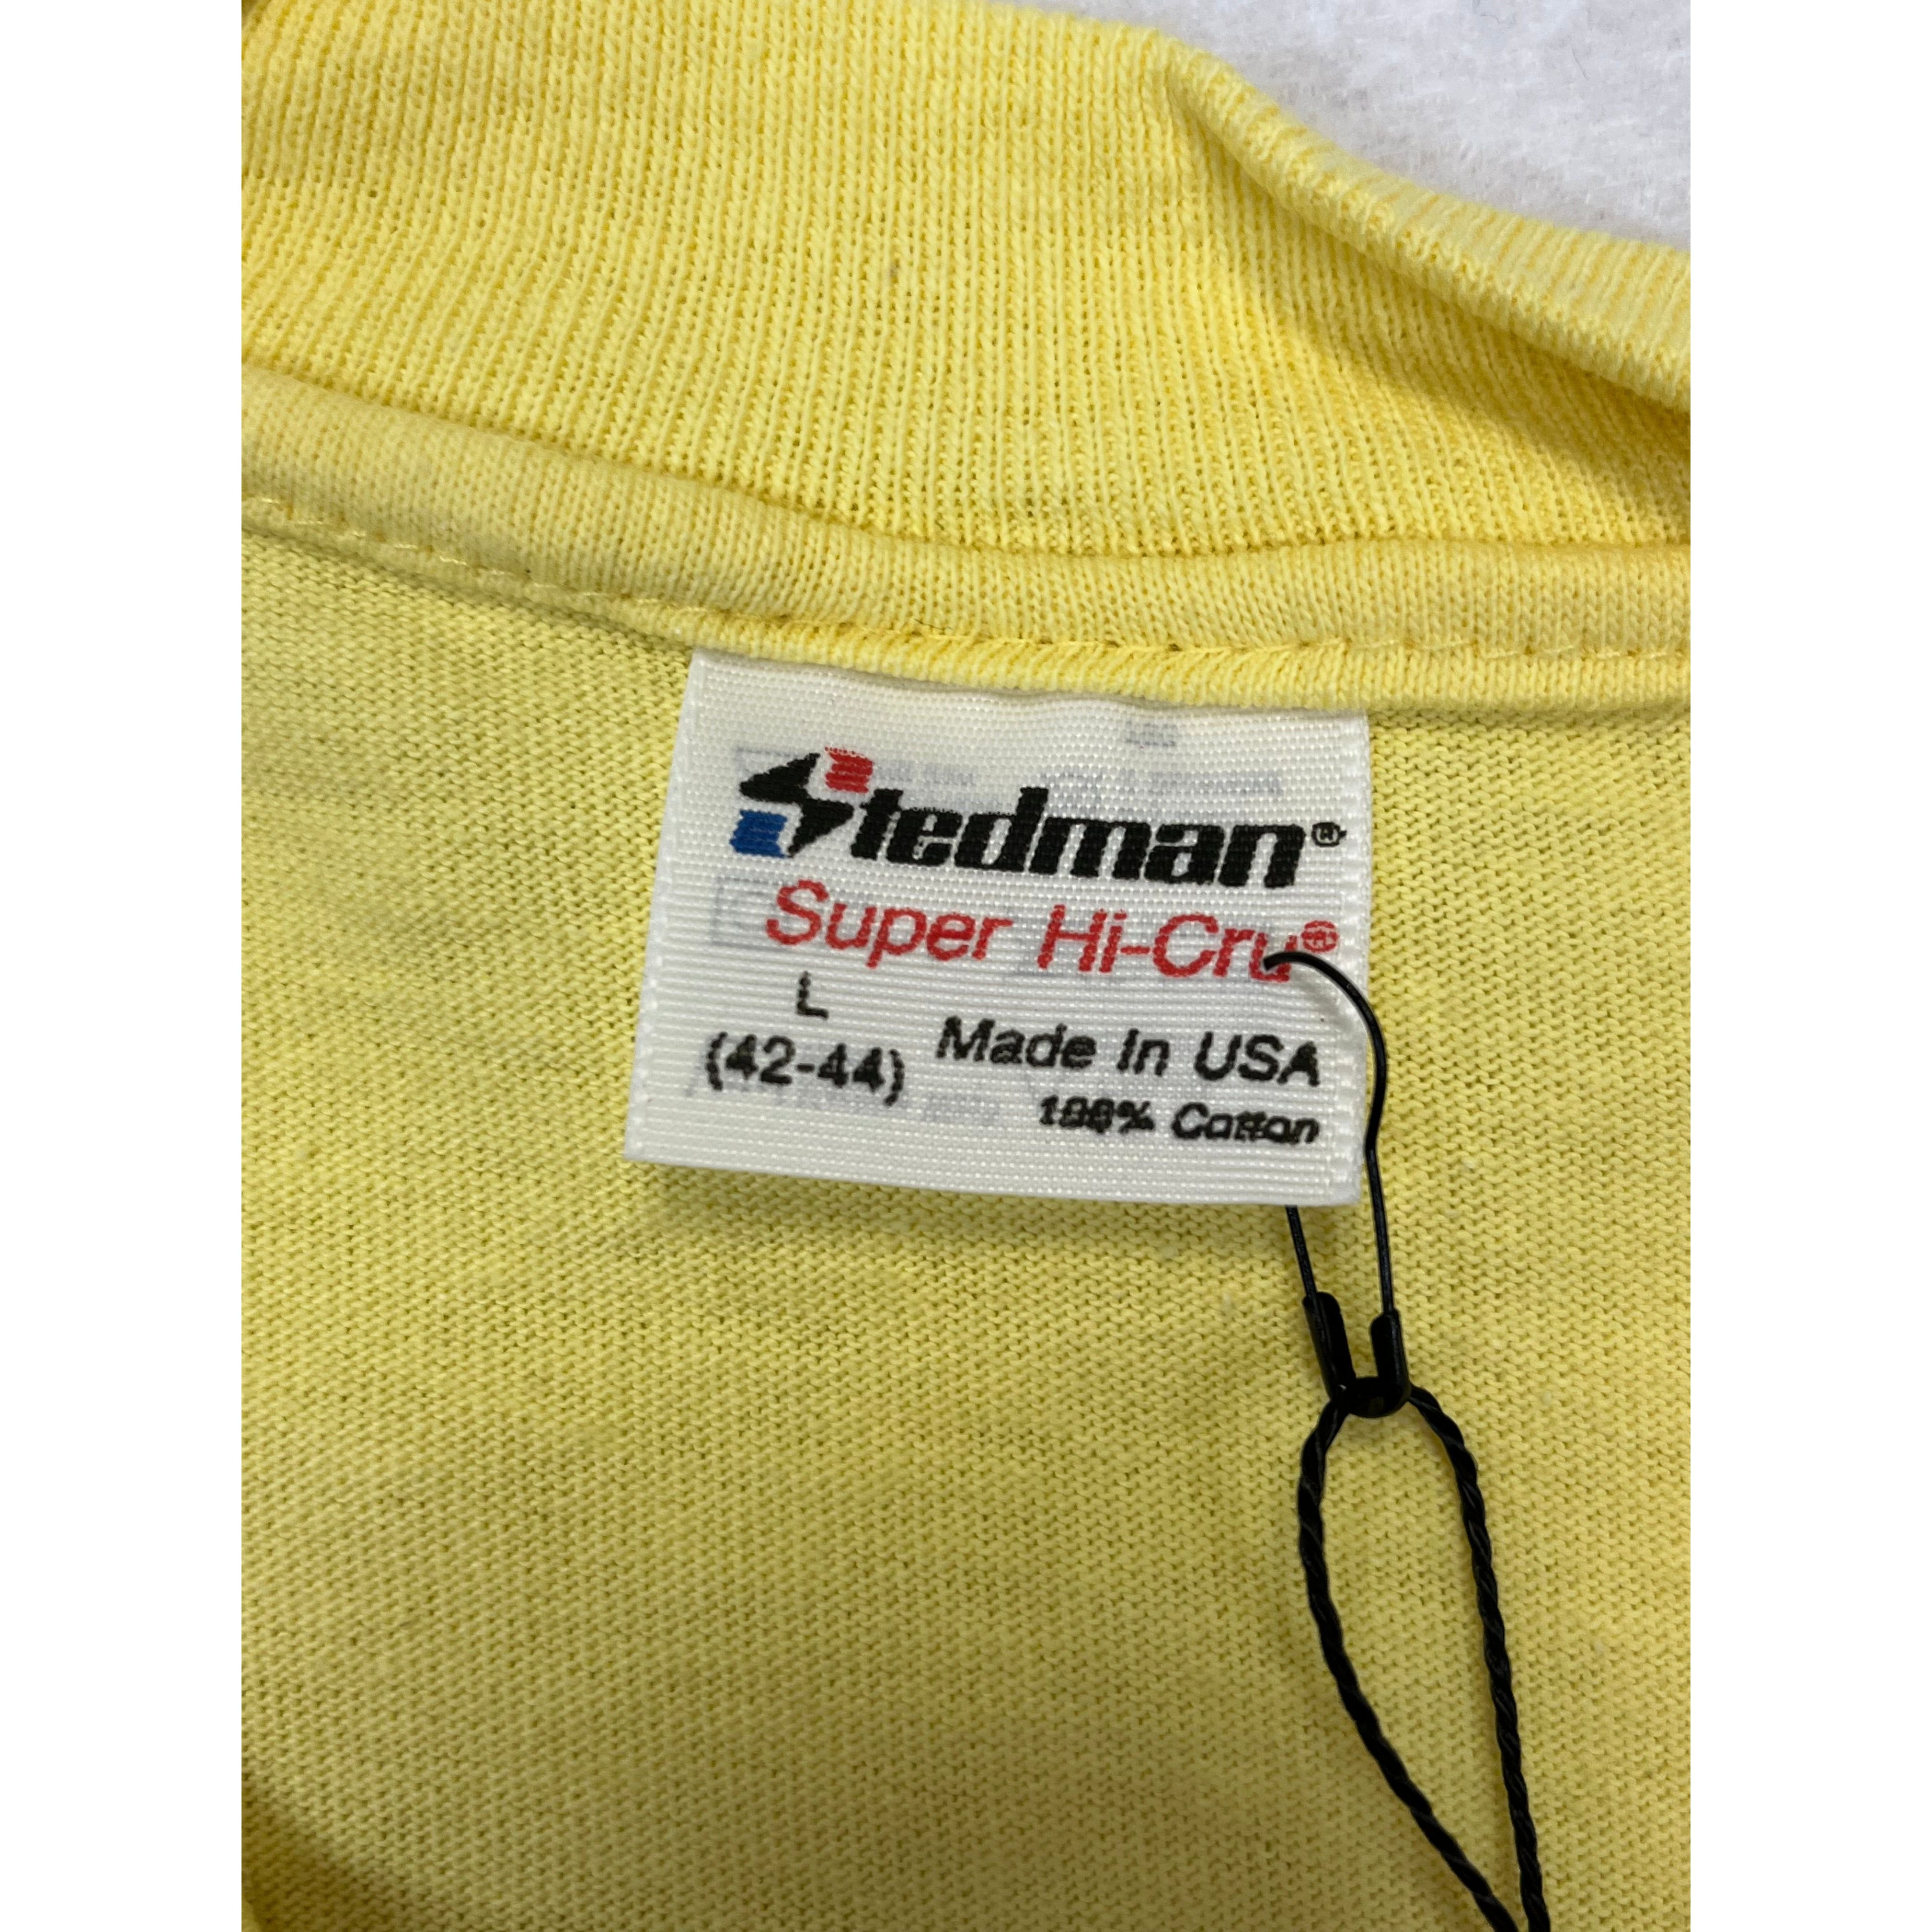 Stedman®
Super Hi-Cru®
L
(42-44)
Made In USA
100% Cotton